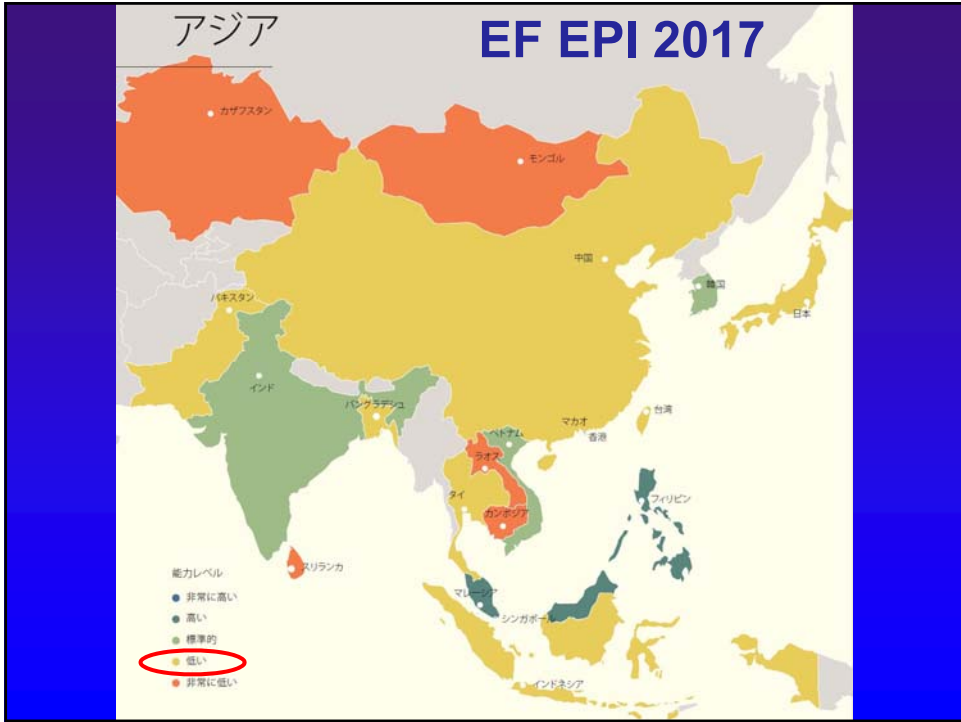 アジア
EF EPI 2017
カザフスタン
モンゴル
中国
韓国
日本
パキスタン
インド
バングラデシュ
マカオ
香港
台湾
ベトナム
ラオス
タイ
カンボジア
フィリピン
スリランカ
マレーシア
シンガポール
インドネシア
能力レベル
非常に高い
高い
標準的
低い
非常に低い